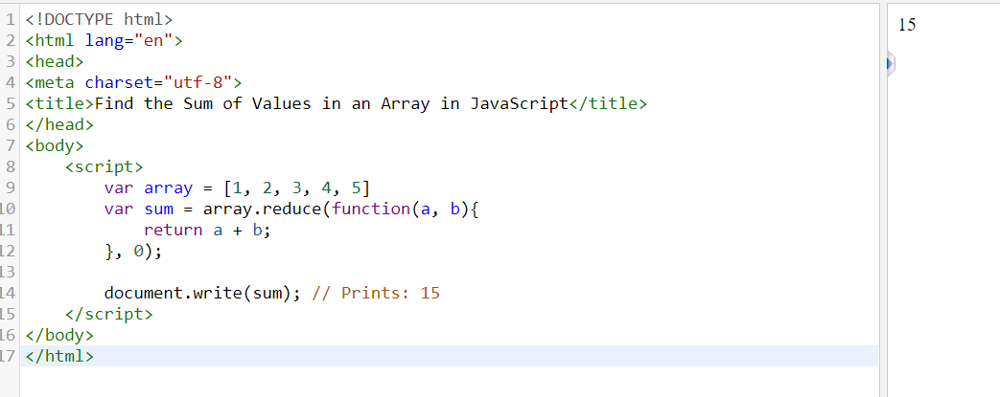 1 <!DOCTYPE html>
2 <html lang="en">
3 <head>
4 <meta charset="utf-8">
5 <title>Find the Sum of Values in an Array in JavaScript</title>
6 </head>
7 <body>
8     <script>
9         var array = [1, 2, 3, 4, 5]
10         var sum = array.reduce(function(a, b){
11             return a + b;
12         }, 0);
13
14         document.write(sum); // Prints: 15
15     </script>
16 </body>
17 </html>
15